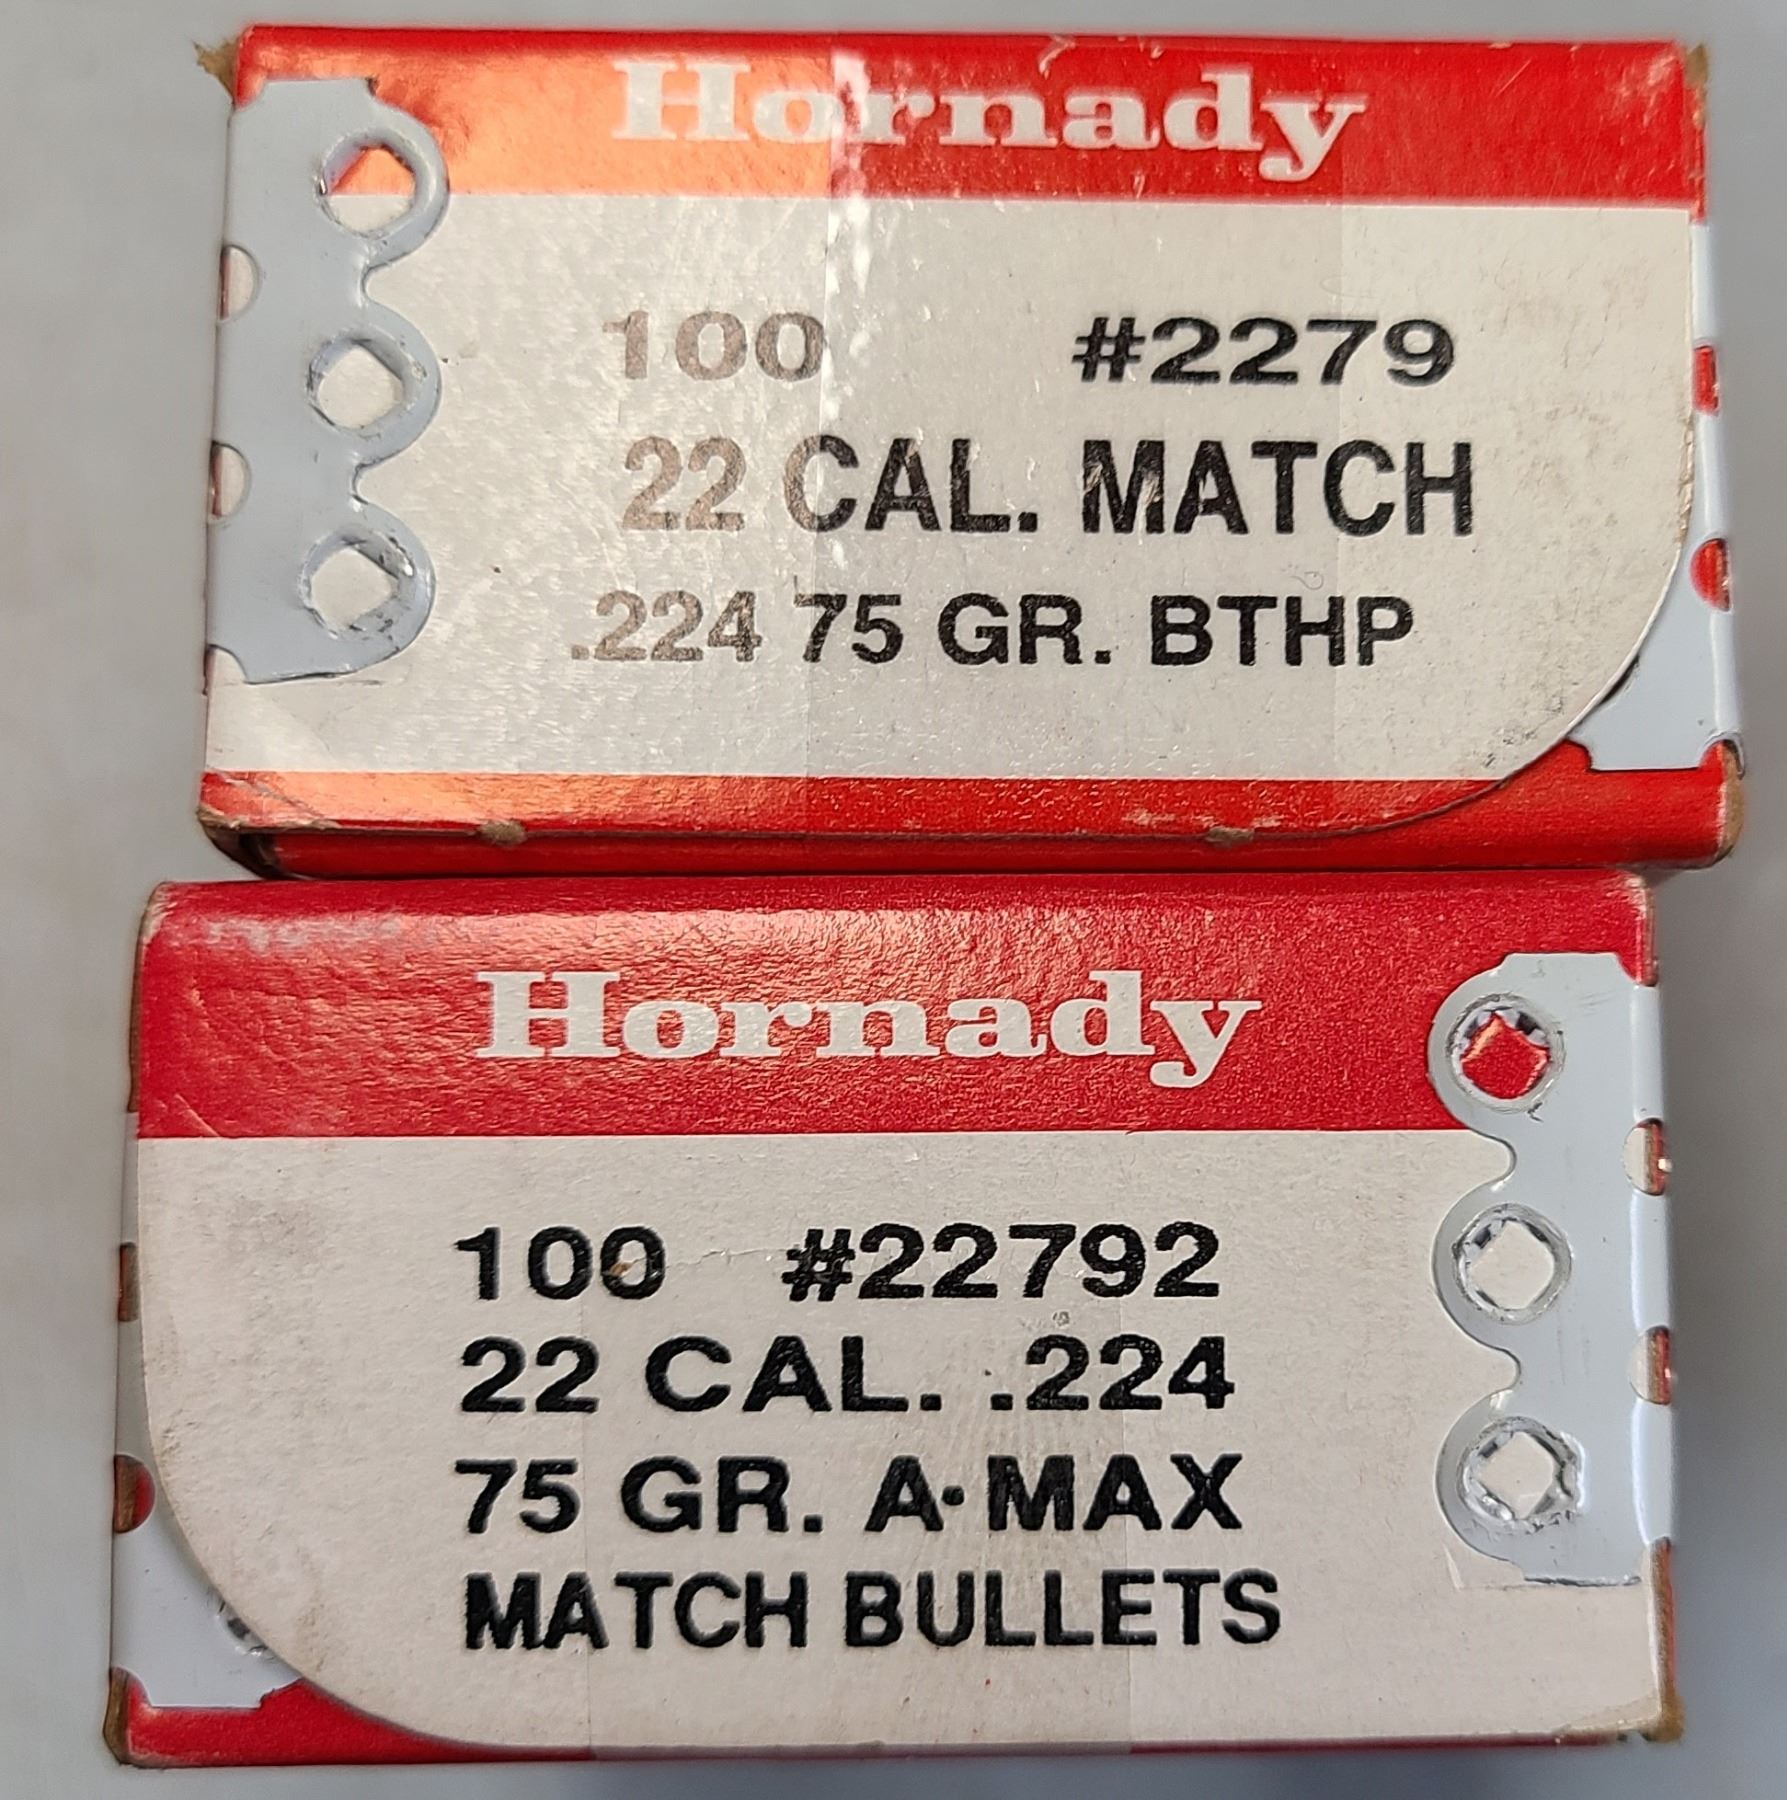 Hornady
100 #2279
22 CAL. MATCH
.224 75 GR. BTHP
Hornady
100 #22792
22 CAL. .224
75 GR. A·MAX
MATCH BULLETS